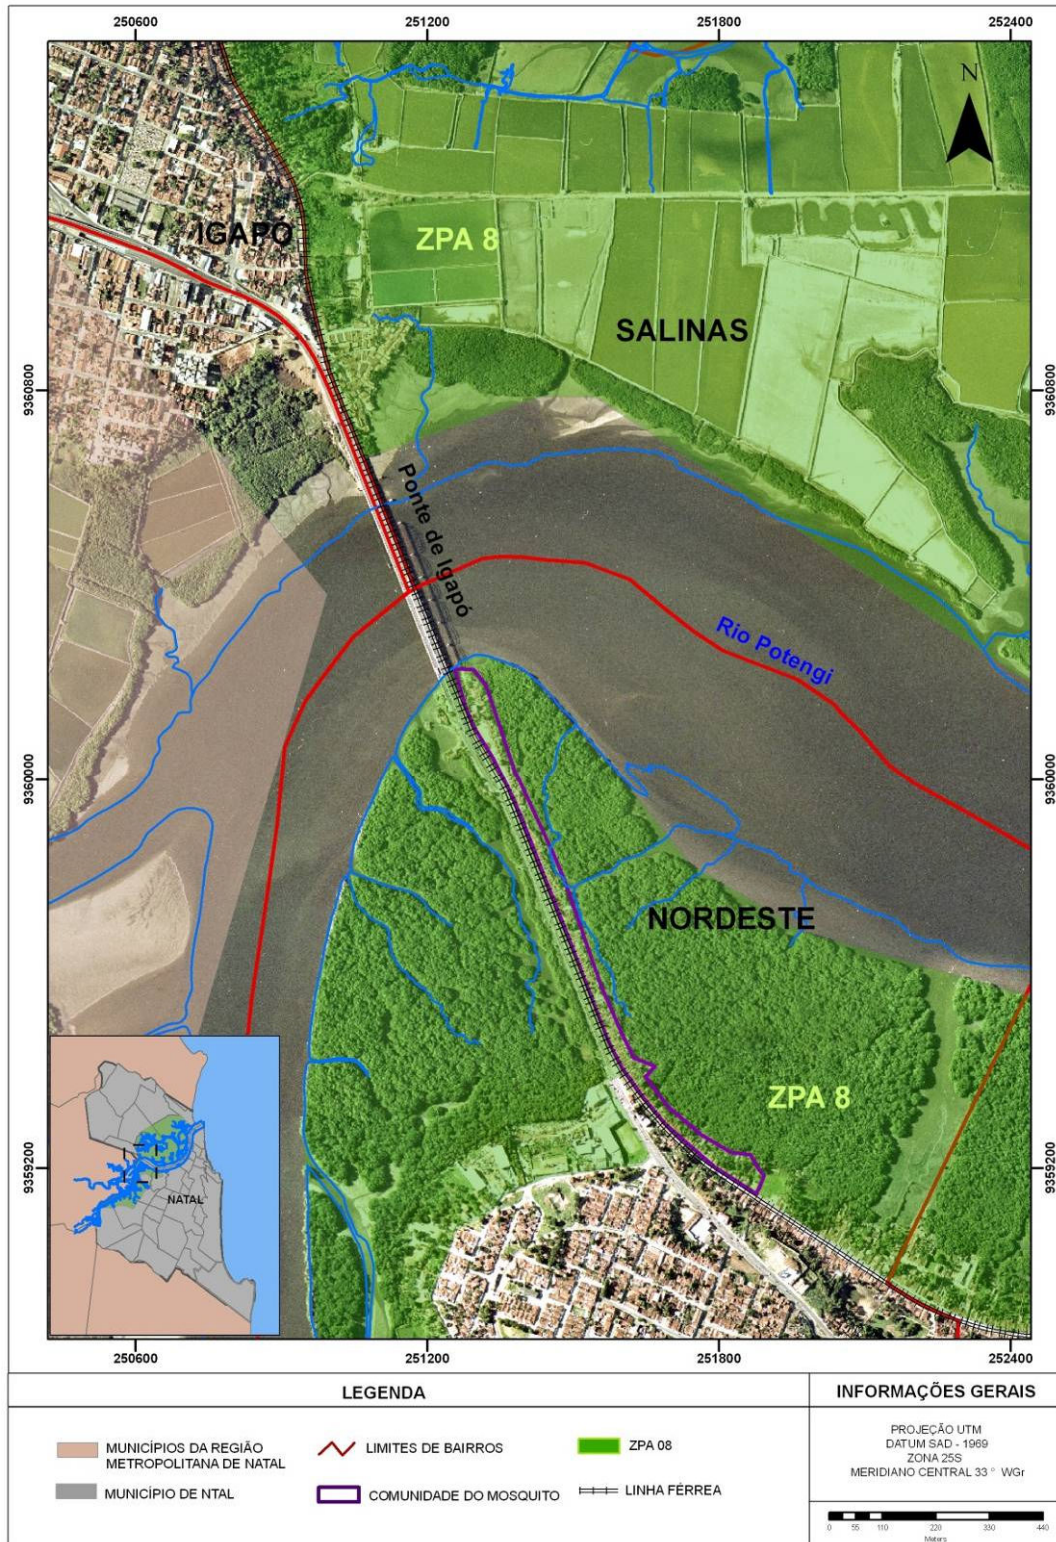 250600 251200 251800 252400
N
IGAPÓ
ZPA 8
SALINAS
9360800 9360800
Ponte de Igapó
Rio Potengi
9360000 9360000
NORDESTE
ZPA 8
9359200 9359200
NATAL
250600 251200 251800 252400
LEGENDA
MUNICÍPIOS DA REGIÃO
METROPOLITANA DE NATAL
LIMITES DE BAIRROS
ZPA 08
MUNICÍPIO DE NTAL
COMUNIDADE DO MOSQUITO
LINHA FÉRREA
INFORMAÇÕES GERAIS
PROJEÇÃO UTM
DATUM SAD - 1969
ZONA 25S
MERIDIANO CENTRAL 33 ° WGr
0 55 110 220 330 440
Meters